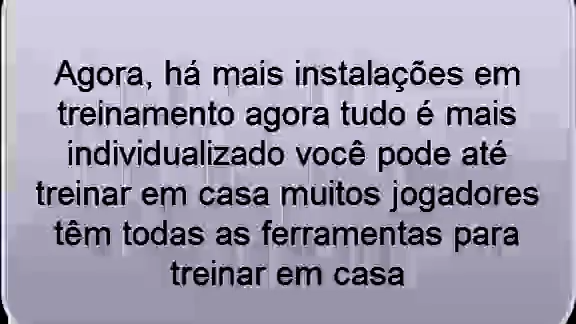 Agora, há mais instalações em
treinamento agora tudo é mais
individualizado você pode até
treinar em casa muitos jogadores
têm todas as ferramentas para
treinar em casa